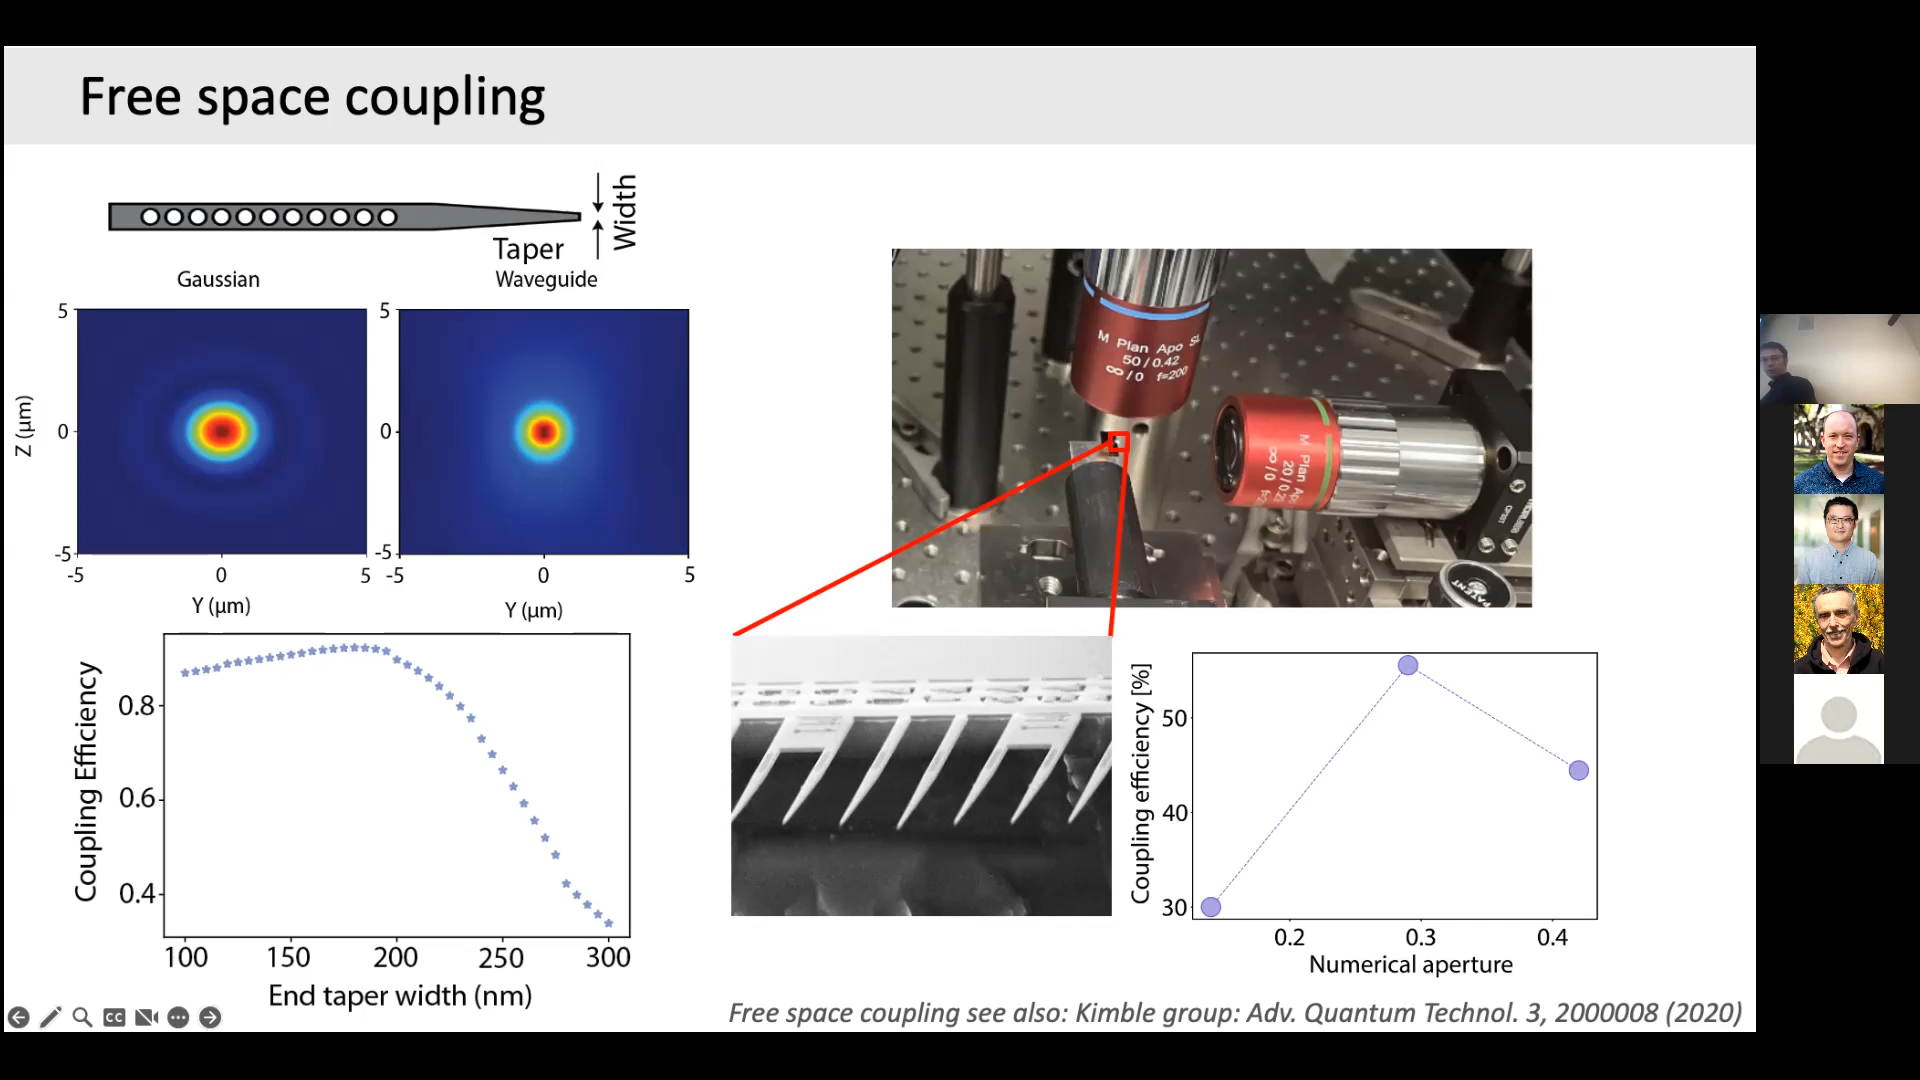 Free space coupling
Width
Taper
Gaussian
Waveguide
5
0
-5
Z (µm)
-5
0
5
Y (µm)
5
0
-5
-5
0
5
Y (µm)
Coupling Efficiency
0.8
0.6
0.4
100
150
200
250
300
End taper width (nm)
M Plan Apo SL
50 / 0.42
∞ / 0 f=200
M Plan Apo
∞ / 0
PATENT
Coupling efficiency [%]
50
40
30
0.2
0.3
0.4
Numerical aperture
Free space coupling see also: Kimble group: Adv. Quantum Technol. 3, 2000008 (2020)
CC